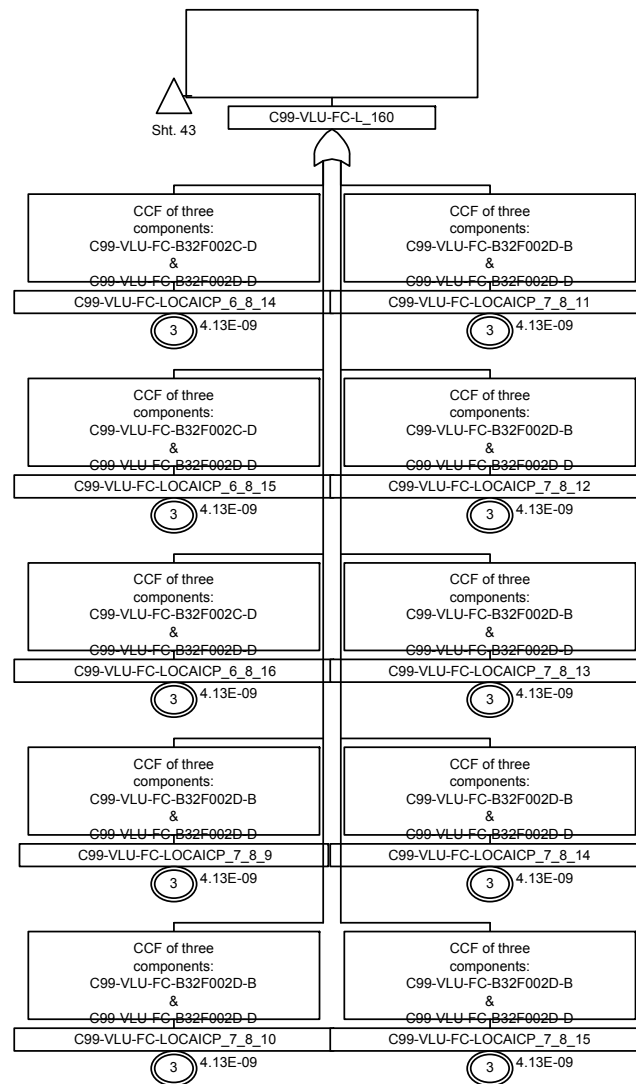 C99-VLU-FC-L_160
Sht. 43
CCF of three
components:
C99-VLU-FC-B32F002C-D
&
C99-VLU-FC-B32F002D-D
C99-VLU-FC-LOCAICP_6_8_14
3
4.13E-09
CCF of three
components:
C99-VLU-FC-B32F002D-B
&
C99-VLU-FC-B32F002D-D
C99-VLU-FC-LOCAICP_7_8_11
3
4.13E-09
CCF of three
components:
C99-VLU-FC-B32F002C-D
&
C99-VLU-FC-B32F002D-D
C99-VLU-FC-LOCAICP_6_8_15
3
4.13E-09
CCF of three
components:
C99-VLU-FC-B32F002D-B
&
C99-VLU-FC-B32F002D-D
C99-VLU-FC-LOCAICP_7_8_12
3
4.13E-09
CCF of three
components:
C99-VLU-FC-B32F002C-D
&
C99-VLU-FC-B32F002D-D
C99-VLU-FC-LOCAICP_6_8_16
3
4.13E-09
CCF of three
components:
C99-VLU-FC-B32F002D-B
&
C99-VLU-FC-B32F002D-D
C99-VLU-FC-LOCAICP_7_8_13
3
4.13E-09
CCF of three
components:
C99-VLU-FC-B32F002D-B
&
C99-VLU-FC-B32F002D-D
C99-VLU-FC-LOCAICP_7_8_9
3
4.13E-09
CCF of three
components:
C99-VLU-FC-B32F002D-B
&
C99-VLU-FC-B32F002D-D
C99-VLU-FC-LOCAICP_7_8_14
3
4.13E-09
CCF of three
components:
C99-VLU-FC-B32F002D-B
&
C99-VLU-FC-B32F002D-D
C99-VLU-FC-LOCAICP_7_8_10
3
4.13E-09
CCF of three
components:
C99-VLU-FC-B32F002D-B
&
C99-VLU-FC-B32F002D-D
C99-VLU-FC-LOCAICP_7_8_15
3
4.13E-09